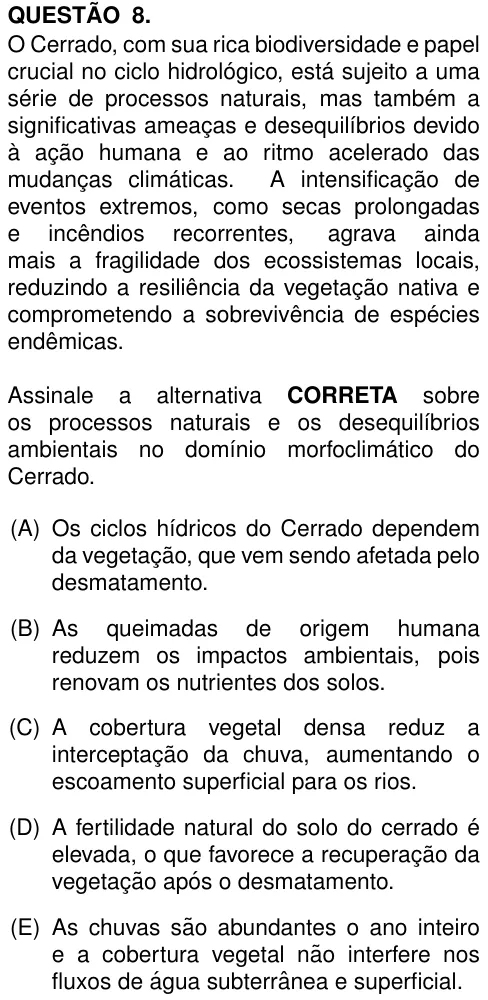 QUESTÃO 8.
O Cerrado, com sua rica biodiversidade e papel
crucial no ciclo hidrológico, está sujeito a uma
série de processos naturais, mas também a
significativas ameaças e desequilíbrios devido
à ação humana e ao ritmo acelerado das
mudanças climáticas. A intensificação de
eventos extremos, como secas prolongadas
e incêndios recorrentes, agrava ainda
mais a fragilidade dos ecossistemas locais,
reduzindo a resiliência da vegetação nativa e
comprometendo a sobrevivência de espécies
endêmicas.
Assinale a alternativa CORRETA sobre
os processos naturais e os desequilíbrios
ambientais no domínio morfoclimático do
Cerrado.
(A) Os ciclos hídricos do Cerrado dependem
da vegetação, que vem sendo afetada pelo
desmatamento.
(B) As queimadas de origem humana
reduzem os impactos ambientais, pois
renovam os nutrientes dos solos.
(C) A cobertura vegetal densa reduz a
interceptação da chuva, aumentando o
escoamento superficial para os rios.
(D) A fertilidade natural do solo do cerrado é
elevada, o que favorece a recuperação da
vegetação após o desmatamento.
(E) As chuvas são abundantes o ano inteiro
e a cobertura vegetal não interfere nos
fluxos de água subterrânea e superficial.